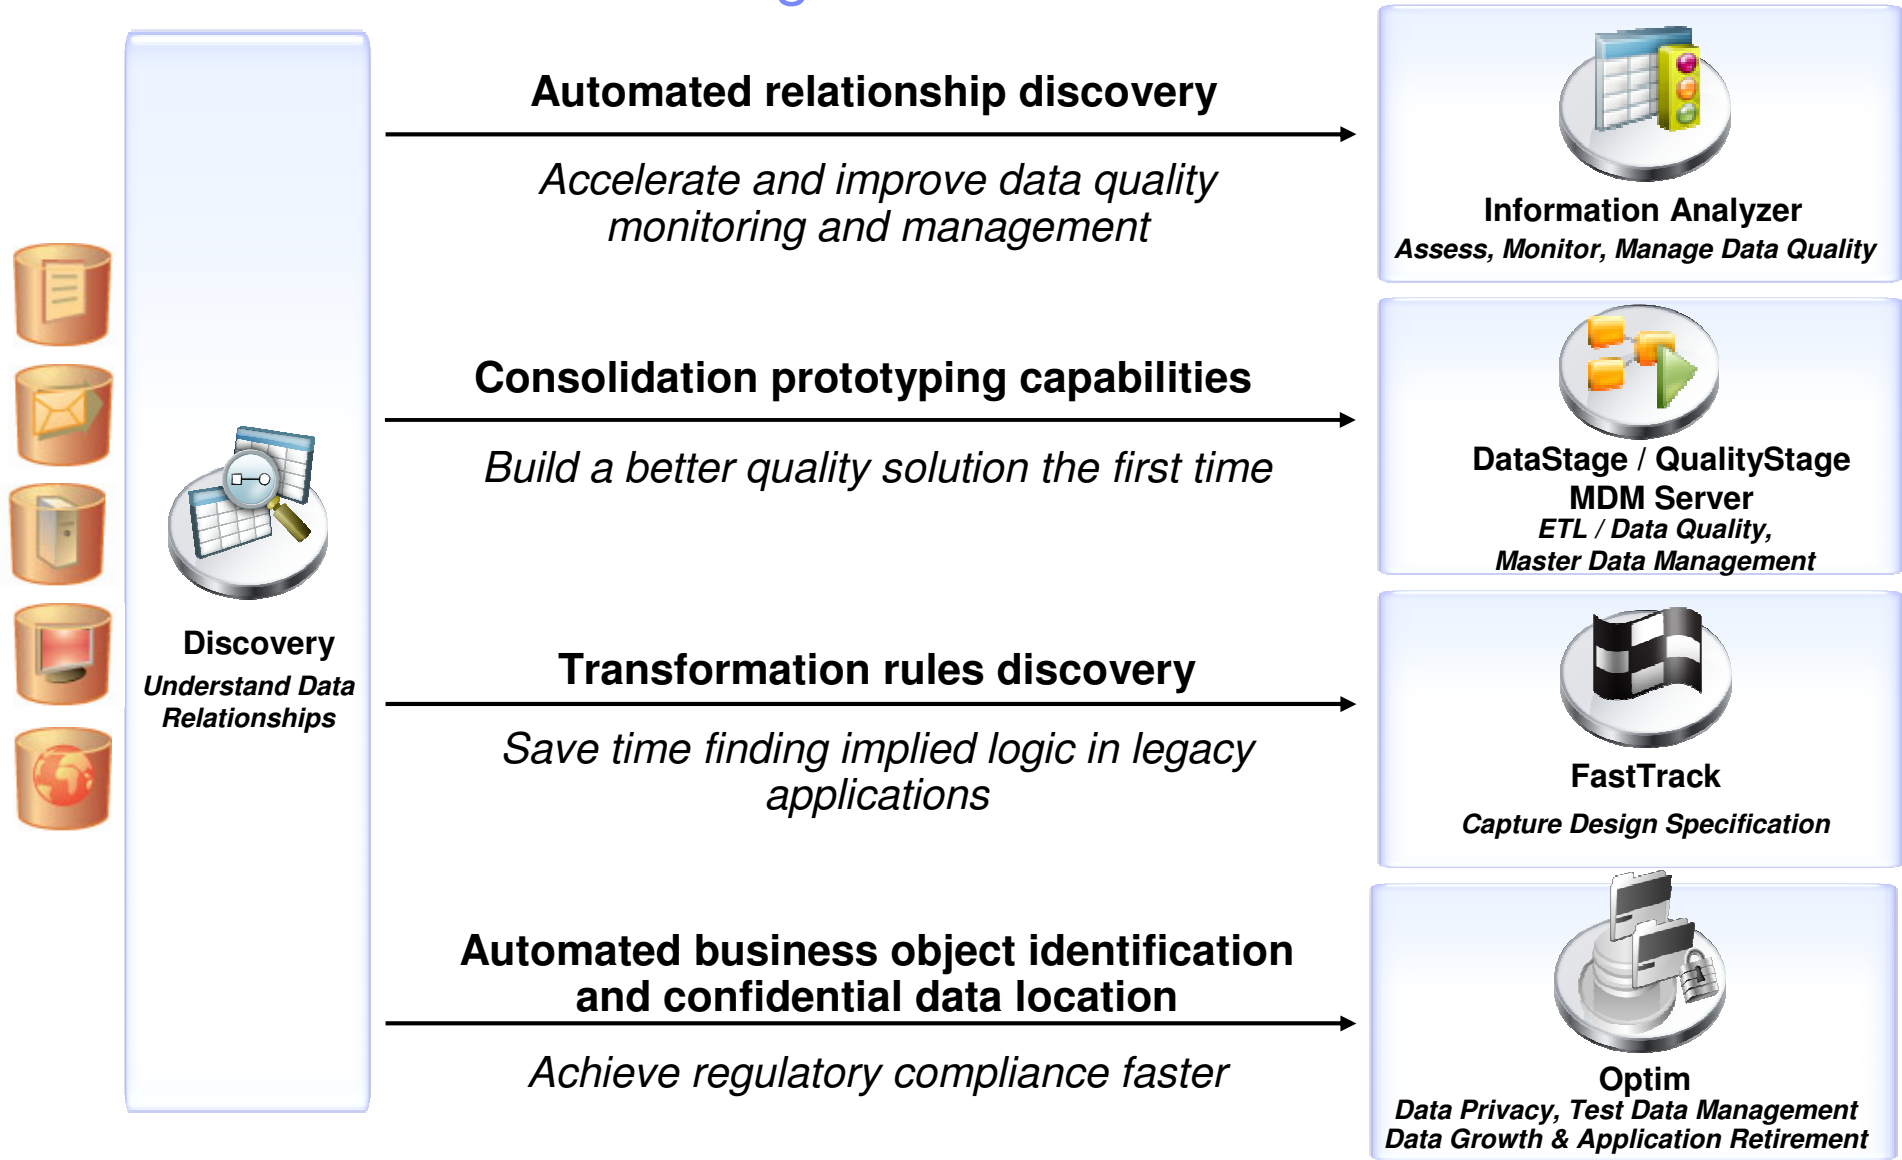 Discovery
Understand Data
Relationships
Automated relationship discovery
Accelerate and improve data quality
monitoring and management
Information Analyzer
Assess, Monitor, Manage Data Quality
Consolidation prototyping capabilities
Build a better quality solution the first time
DataStage / QualityStage
MDM Server
ETL / Data Quality,
Master Data Management
Transformation rules discovery
Save time finding implied logic in legacy
applications
FastTrack
Capture Design Specification
Automated business object identification
and confidential data location
Achieve regulatory compliance faster
Optim
Data Privacy, Test Data Management
Data Growth & Application Retirement